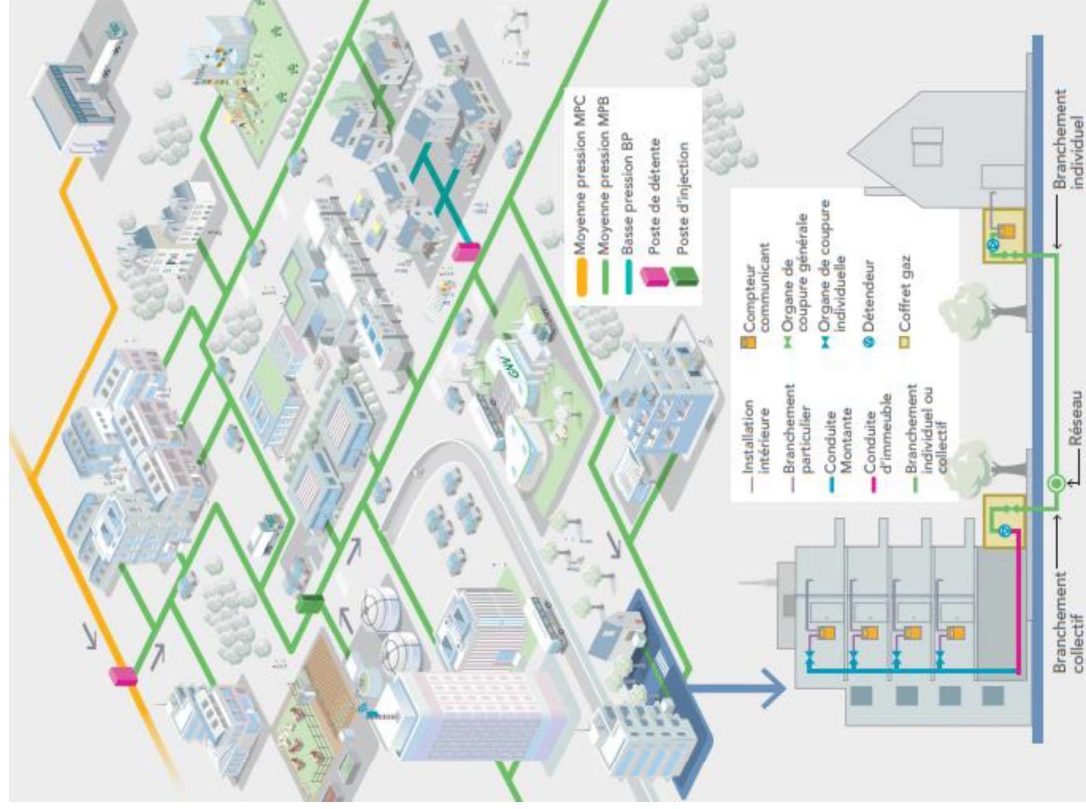 GNV
Moyenne pression MPC
Moyenne pression MPB
Basse pression BP
Poste de détente
Poste d'injection
Installation
intérieure
Branchement
particulier
Conduite
Montante
Conduite
d'immeuble
Branchement
individuel ou
collectif
Compteur
communicant
Organe de
coupure générale
Organe de coupure
individuelle
Détendeur
Coffret gaz
Branchement
collectif
Réseau
Branchement
individuel